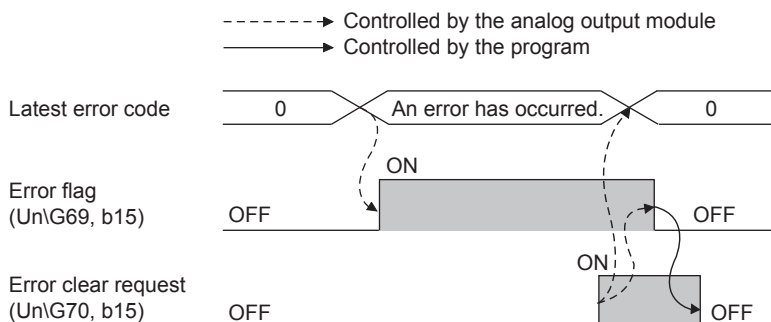 Controlled by the analog output module
Controlled by the program
Latest error code
0
An error has occurred.
0
ON
Error flag
(Un\G69, b15)
OFF
OFF
ON
Error clear request
(Un\G70, b15)
OFF
OFF